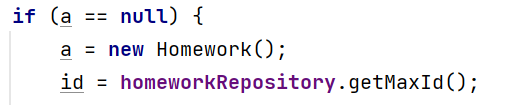 if (a == null) {
a = new Homework();
id = homeworkRepository.getMaxId();